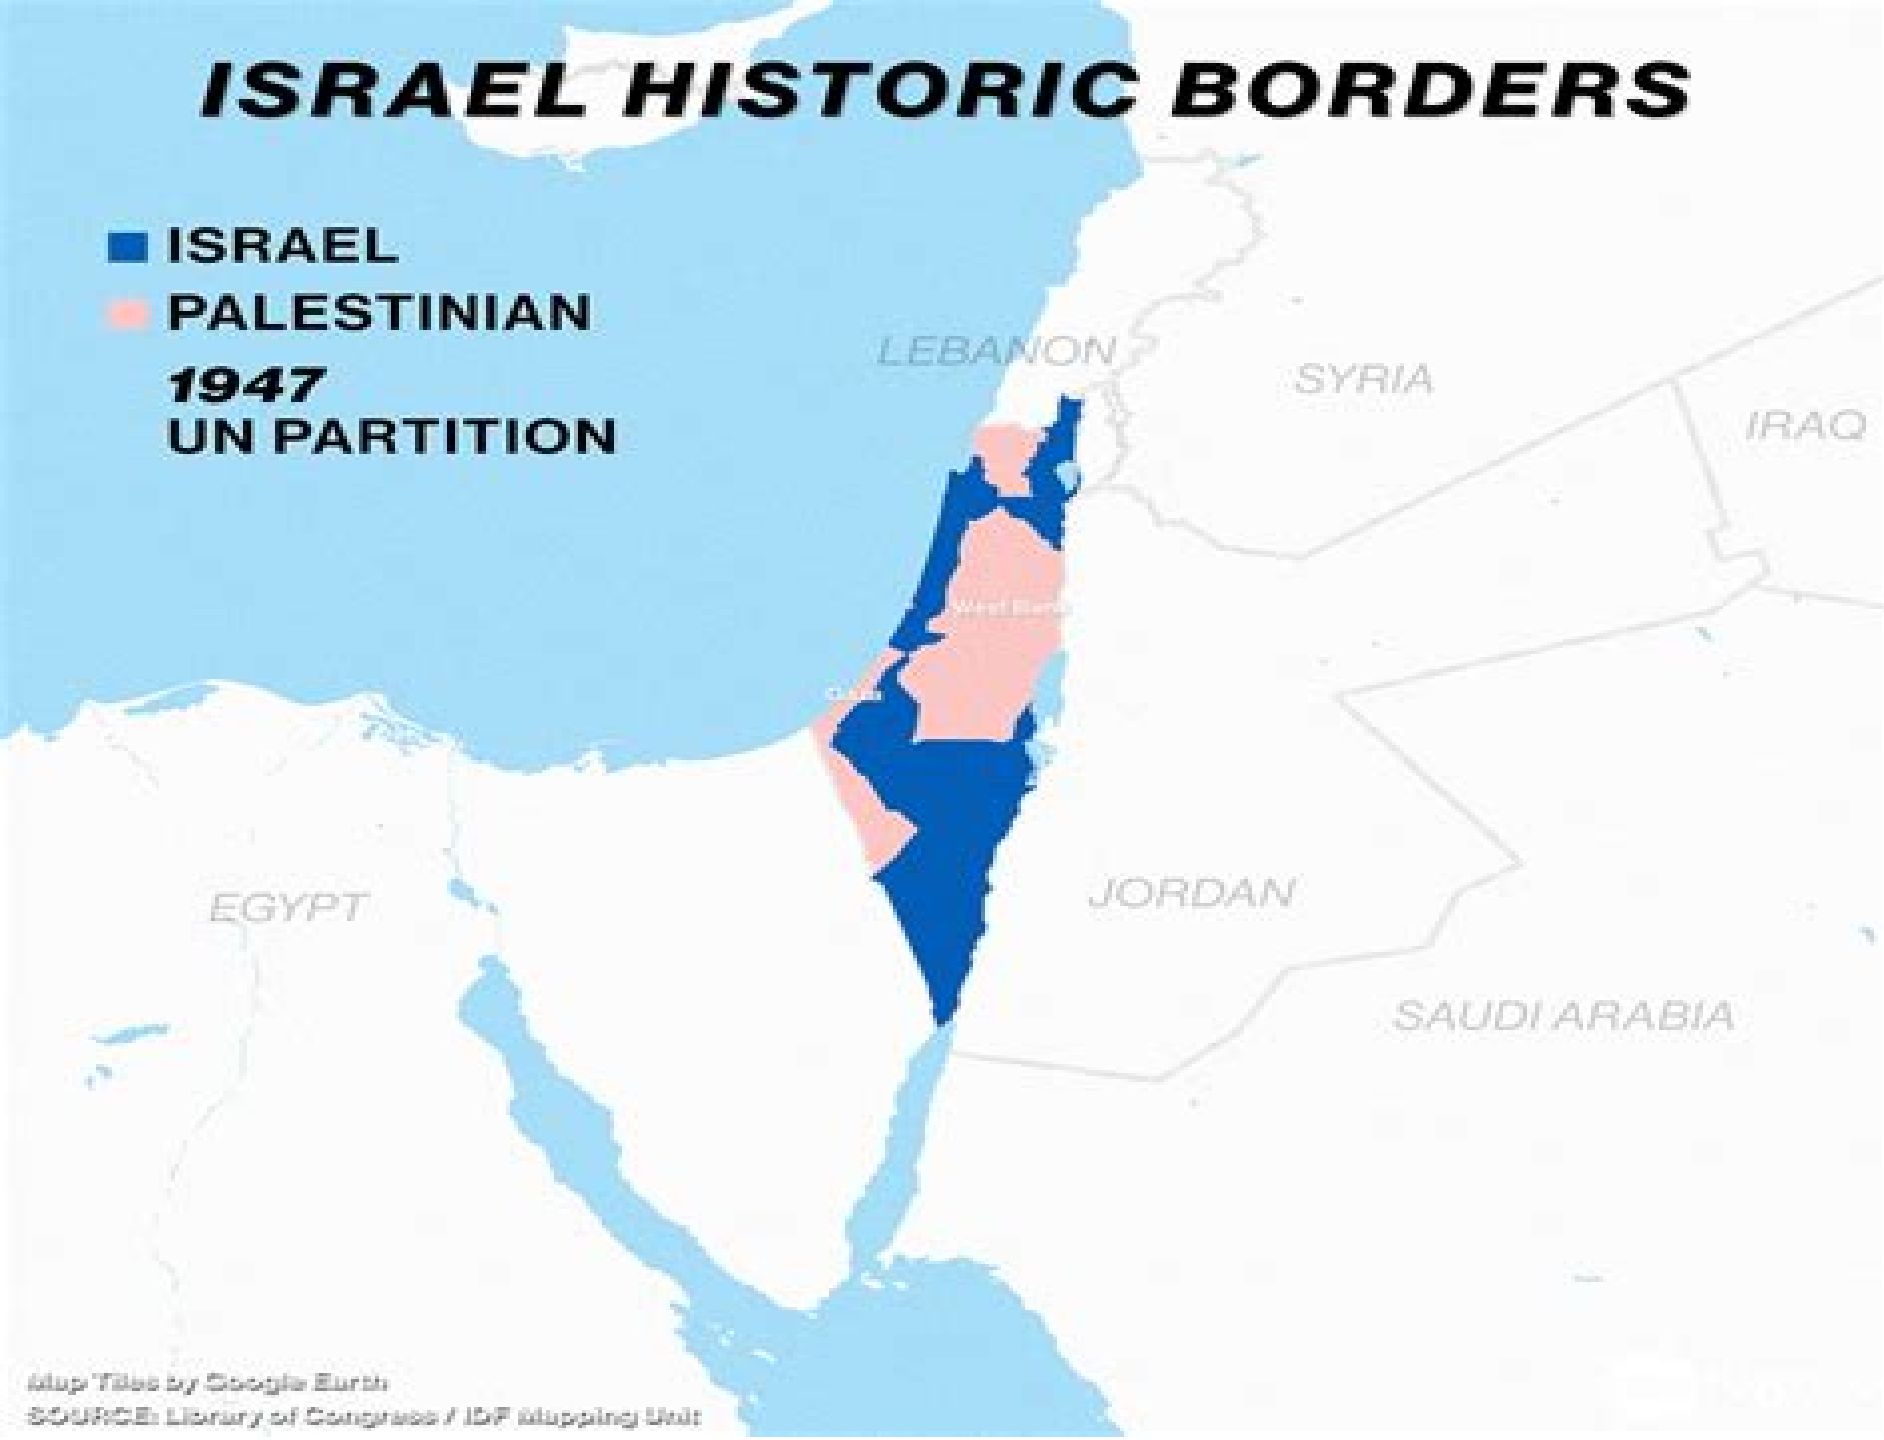 ISRAEL HISTORIC BORDERS
ISRAEL
PALESTINIAN
1947
UN PARTITION
LEBANON
SYRIA
IRAQ
West Bank
EGYPT
JORDAN
SAUDI ARABIA
Map Tiles by Google Earth
SOURCE: Library of Congress / IDF Mapping Unit